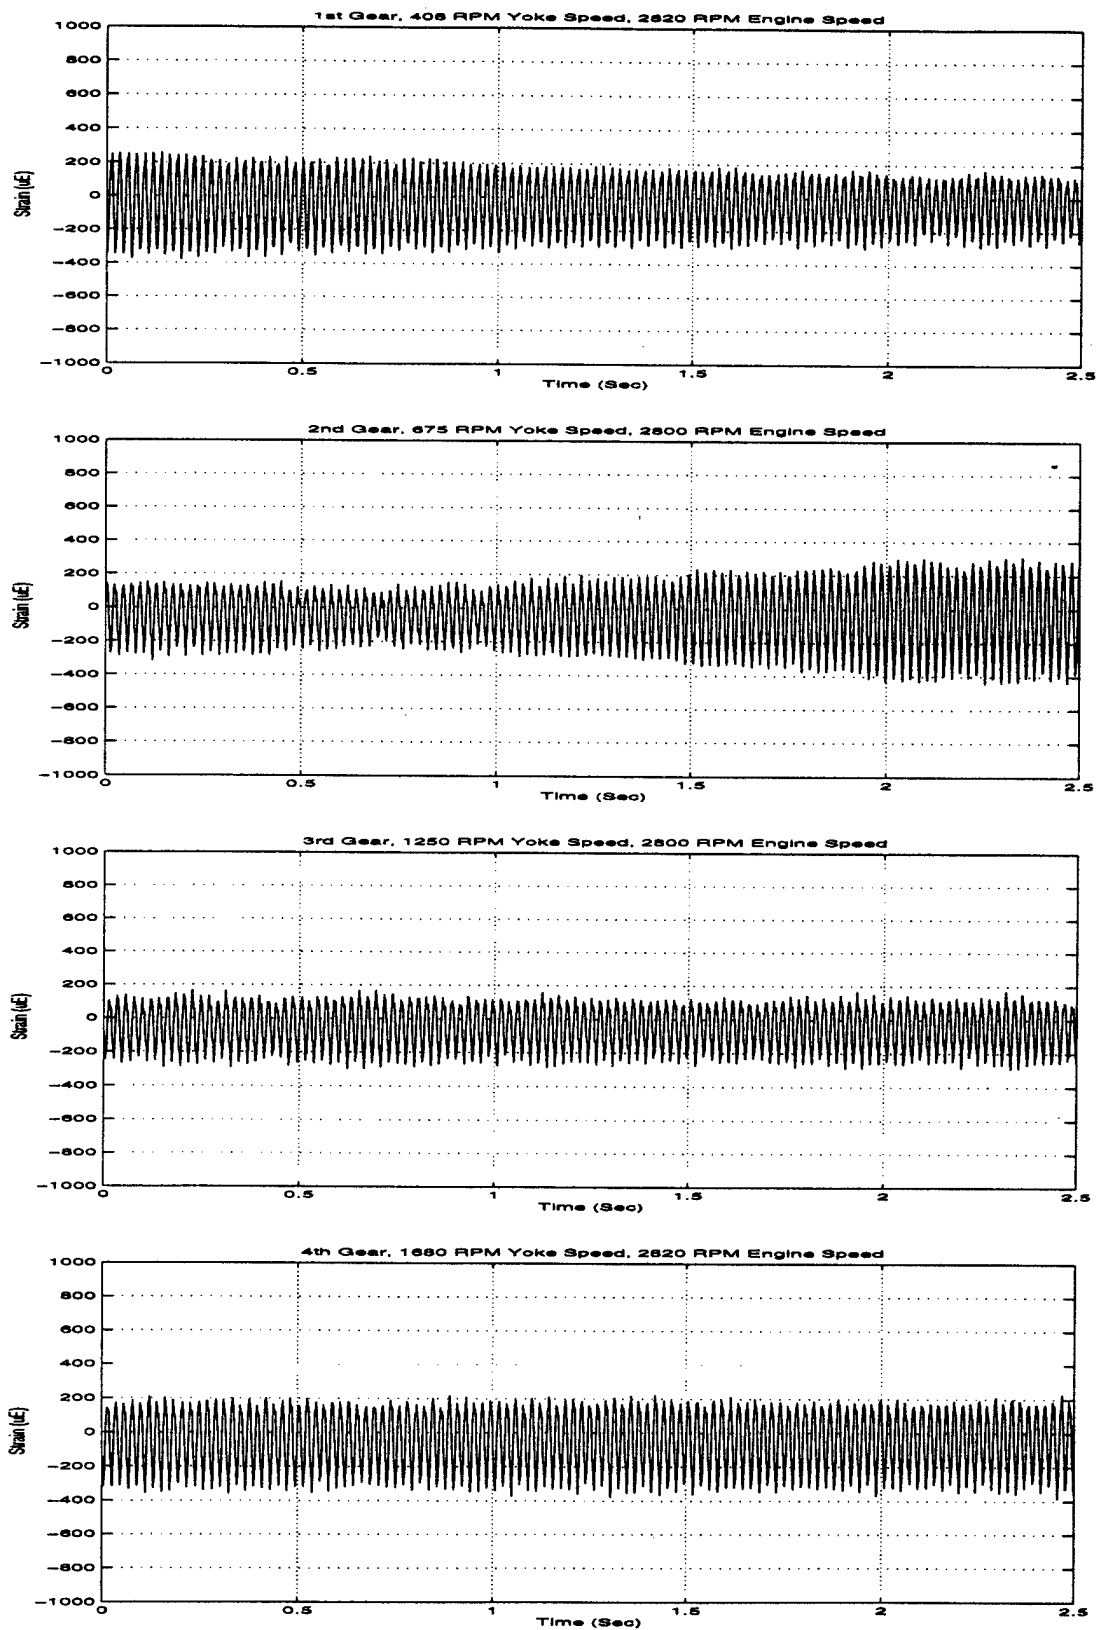 1st Gear, 408 RPM Yoke Speed, 2820 RPM Engine Speed
1000
800
600
400
200
0
-200
-400
-600
-800
-1000
Strain (uE)
0 0.5 1 1.5 2 2.5
Time (Sec)
2nd Gear, 675 RPM Yoke Speed, 2800 RPM Engine Speed
1000
800
600
400
200
0
-200
-400
-600
-800
-1000
Strain (uE)
0 0.5 1 1.5 2 2.5
Time (Sec)
3rd Gear, 1250 RPM Yoke Speed, 2800 RPM Engine Speed
1000
800
600
400
200
0
-200
-400
-600
-800
-1000
Strain (uE)
0 0.5 1 1.5 2 2.5
Time (Sec)
4th Gear, 1680 RPM Yoke Speed, 2820 RPM Engine Speed
1000
800
600
400
200
0
-200
-400
-600
-800
-1000
Strain (uE)
0 0.5 1 1.5 2 2.5
Time (Sec)